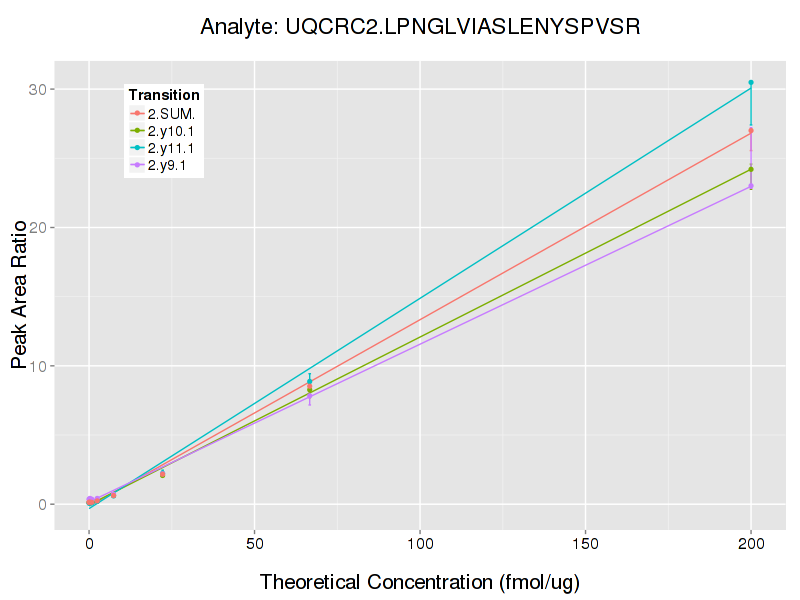 Analyte: UQCRC2.LPNGLVIASLENYSPVSR
Transition
2.SUM.
2.y10.1
2.y11.1
2.y9.1
Peak Area Ratio
30
20
10
0
0 50 100 150 200
Theoretical Concentration (fmol/ug)